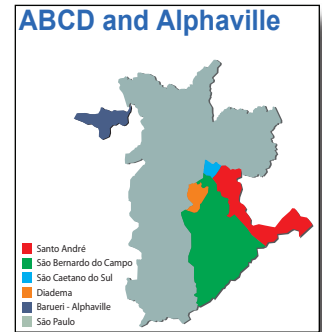 ABCD and Alphaville
Santo André
São Bernardo do Campo
São Caetano do Sul
Diadema
Barueri - Alphaville
São Paulo